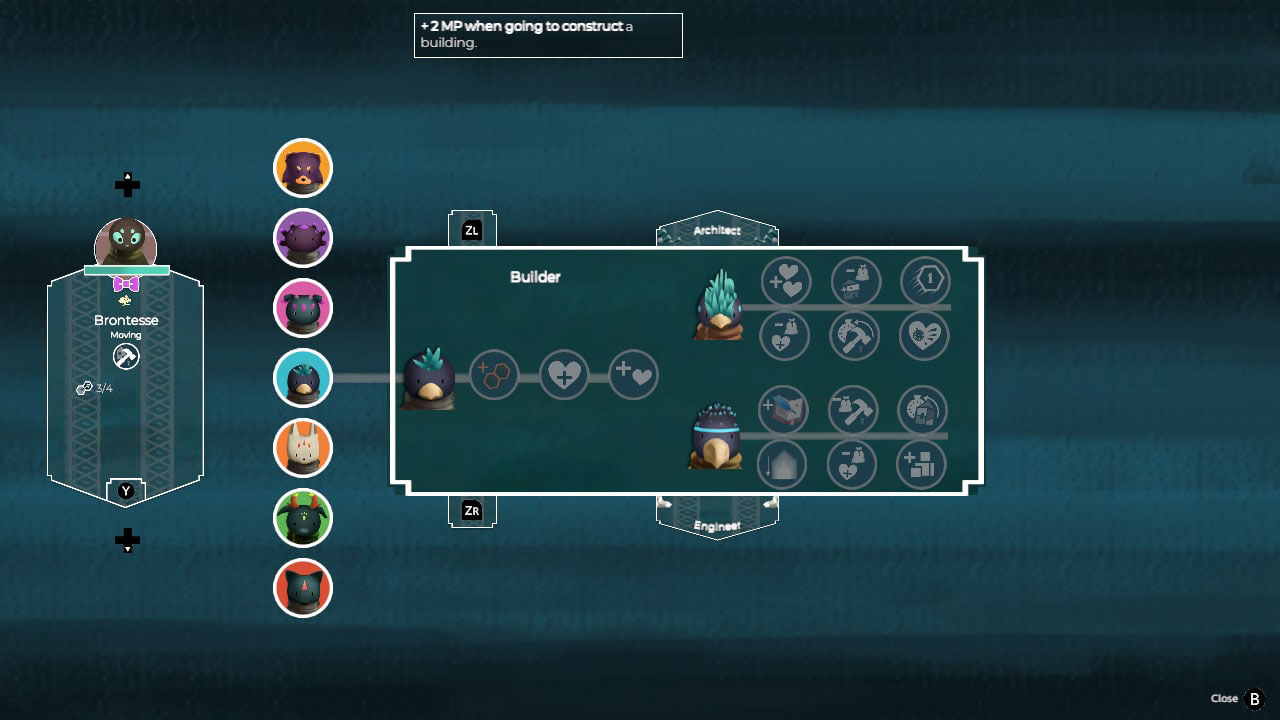 +2 MP when going to construct a
building.
ZL
Architect
Builder
Brontesse
Moving
3/4
Y
1
ZR
Engineer
Close B